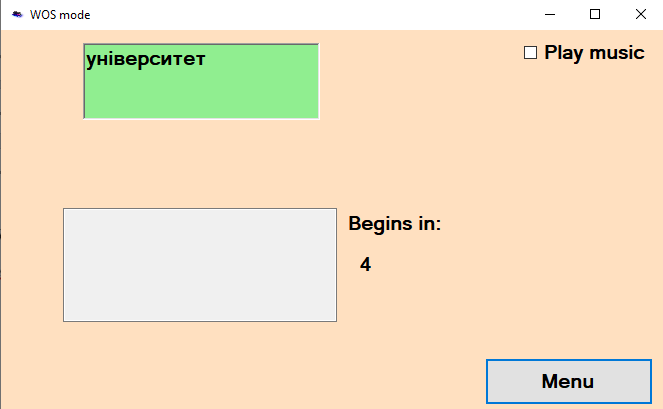 WOS mode
університет
Play music
Begins in:
4
Menu